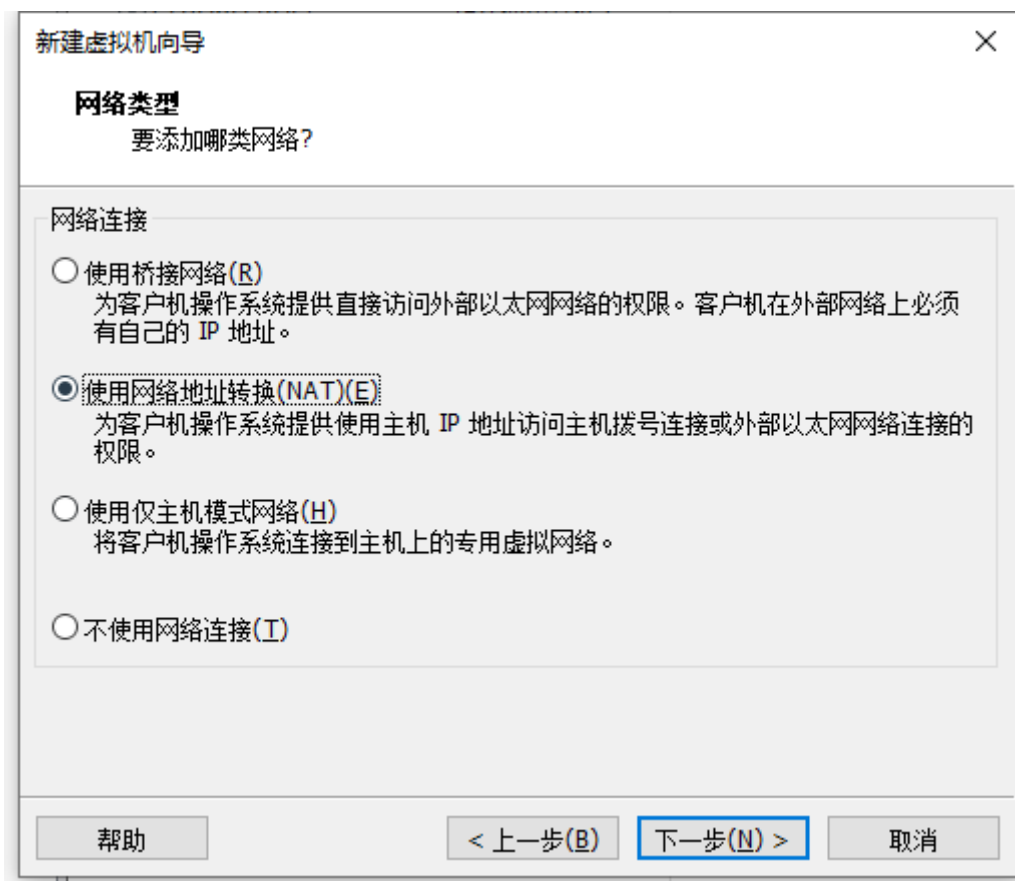 新建虚拟机向导
网络类型
要添加哪类网络?
网络连接
使用桥接网络(R)
为客户机操作系统提供直接访问外部以太网网络的权限。客户机在外部网络上必须
有自己的 IP 地址。
使用网络地址转换(NAT)(E)
为客户机操作系统提供使用主机 IP 地址访问主机拨号连接或外部以太网网络连接的
权限。
使用仅主机模式网络(H)
将客户机操作系统连接到主机上的专用虚拟网络。
不使用网络连接(T)
帮助
< 上一步(B)
下一步(N) >
取消